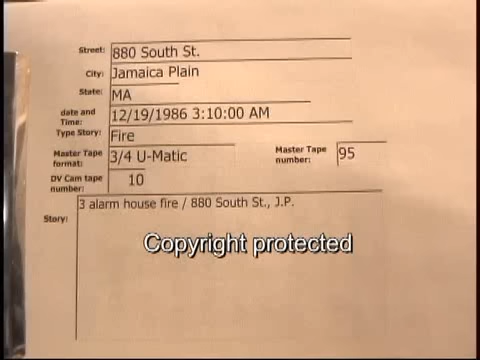 Street: 880 South St.
City: Jamaica Plain
State: MA
date and Time: 12/19/1986 3:10:00 AM
Type Story: Fire
Master Tape format: 3/4 U-Matic Master Tape number: 95
DV Cam tape number: 10
Story: 3 alarm house fire / 880 South St., J.P.
Copyright protected